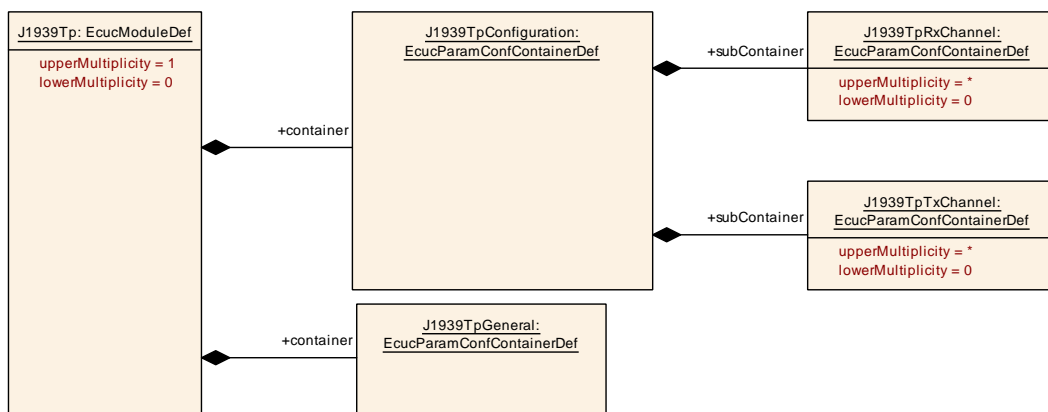 J1939Tp: EcucModuleDef
upperMultiplicity = 1
lowerMultiplicity = 0
+container
J1939TpConfiguration:
EcucParamConfContainerDef
+subContainer
J1939TpRxChannel:
EcucParamConfContainerDef
upperMultiplicity = *
lowerMultiplicity = 0
+subContainer
J1939TpTxChannel:
EcucParamConfContainerDef
upperMultiplicity = *
lowerMultiplicity = 0
+container
J1939TpGeneral:
EcucParamConfContainerDef